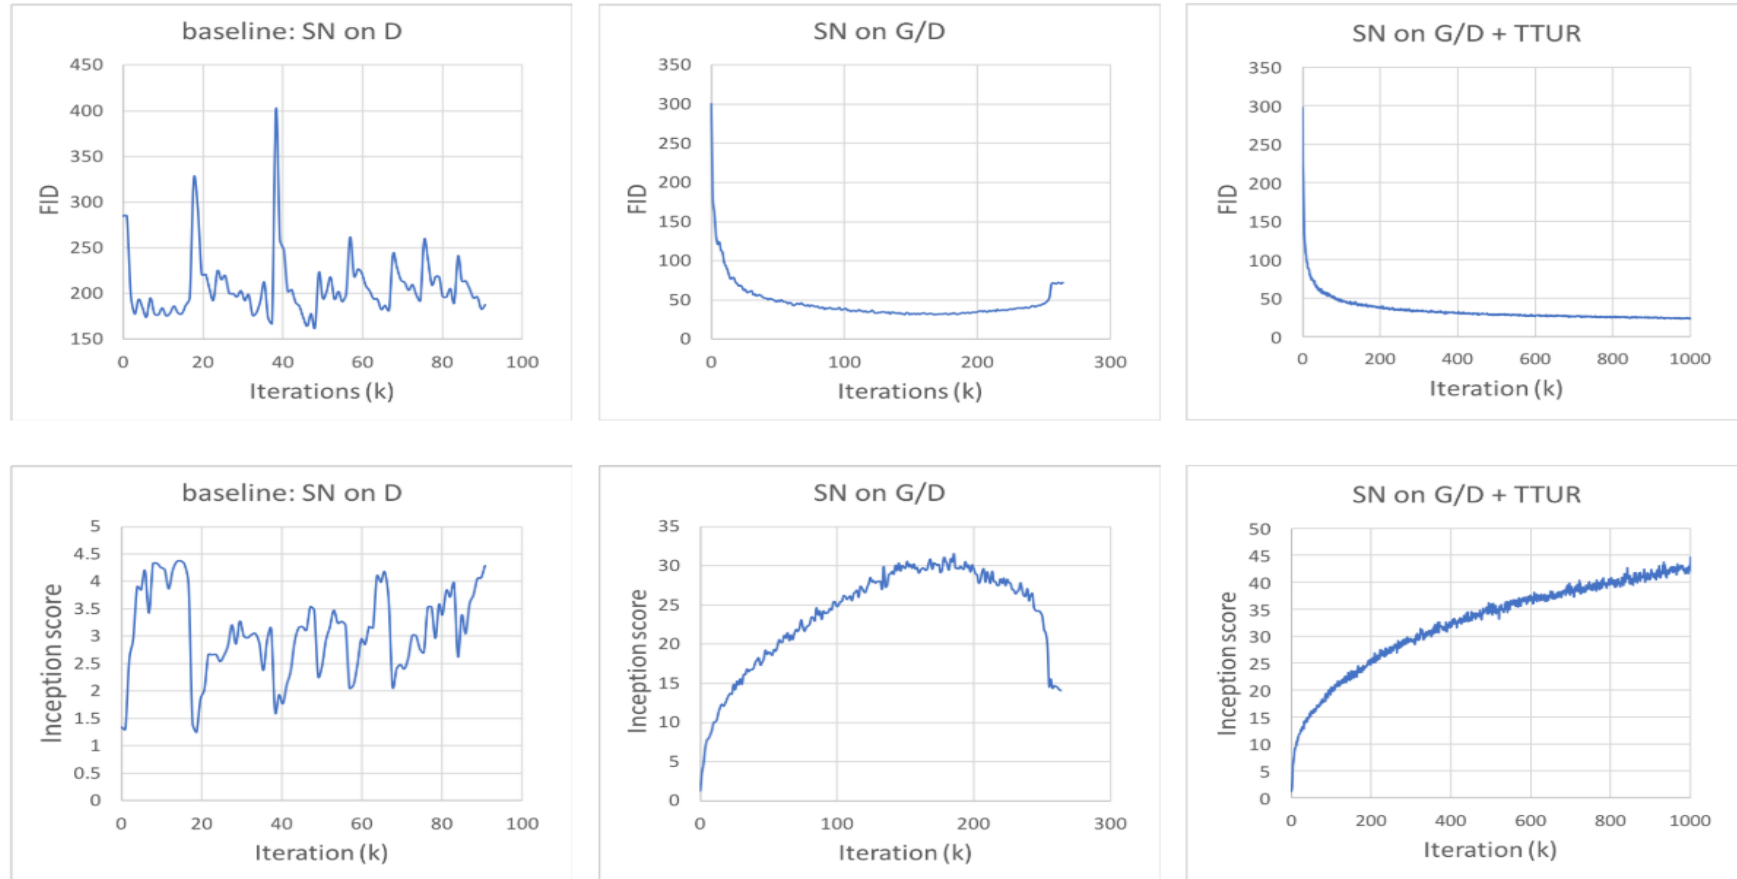 baseline: SN on D
450
400
350
300
250
200
150
FID
0 20 40 60 80 100
Iterations (k)
SN on G/D
350
300
250
200
150
100
50
0
FID
0 100 200 300
Iterations (k)
SN on G/D + TTUR
350
300
250
200
150
100
50
0
FID
0 200 400 600 800 1000
Iteration (k)
baseline: SN on D
5
4.5
4
3.5
3
2.5
2
1.5
1
0.5
0
Inception score
0 20 40 60 80 100
Iteration (k)
SN on G/D
35
30
25
20
15
10
5
0
Inception score
0 100 200 300
Iteration (k)
SN on G/D + TTUR
50
45
40
35
30
25
20
15
10
5
0
Inception score
0 200 400 600 800 1000
Iteration (k)